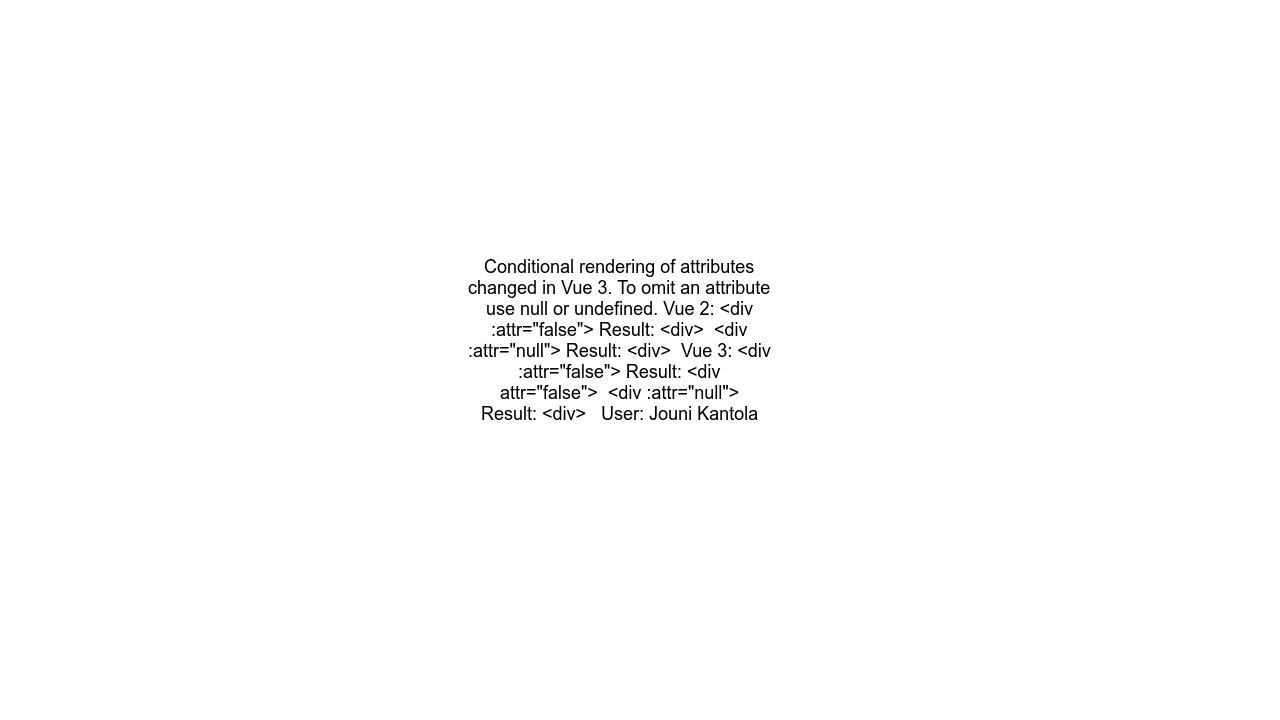 Conditional rendering of attributes
changed in Vue 3. To omit an attribute
use null or undefined. Vue 2: <div
:attr="false"> Result: <div>  <div
:attr="null"> Result: <div>  Vue 3: <div
:attr="false"> Result: <div
attr="false">  <div :attr="null">
Result: <div>   User: Jouni Kantola